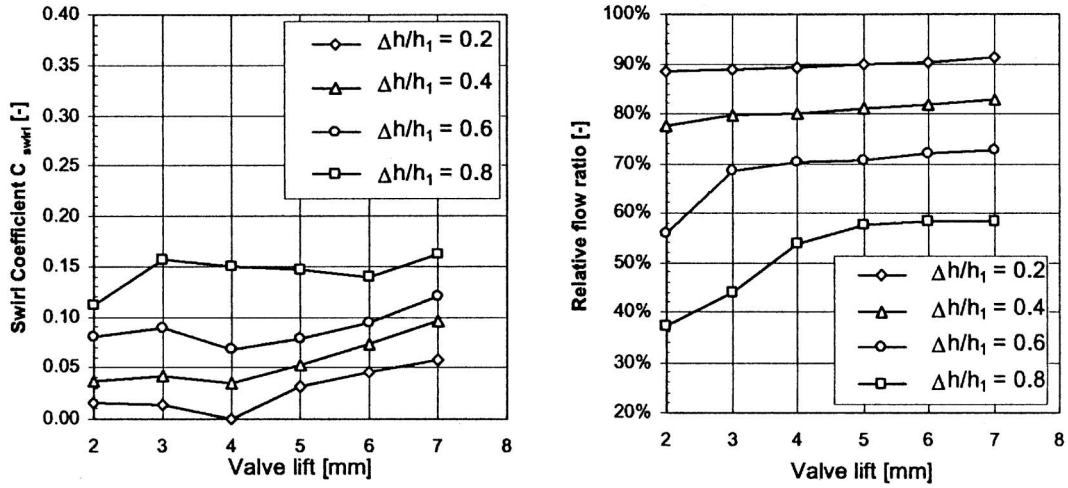 0.40
0.35
0.30
0.25
0.20
0.15
0.10
0.05
0.00
Swirl Coefficient C swirl [-]
Δh/h1 = 0.2
Δh/h1 = 0.4
Δh/h1 = 0.6
Δh/h1 = 0.8
2 3 4 5 6 7 8
Valve lift [mm]
100%
90%
80%
70%
60%
50%
40%
30%
20%
Relative flow ratio [-]
Δh/h1 = 0.2
Δh/h1 = 0.4
Δh/h1 = 0.6
Δh/h1 = 0.8
2 3 4 5 6 7 8
Valve lift [mm]